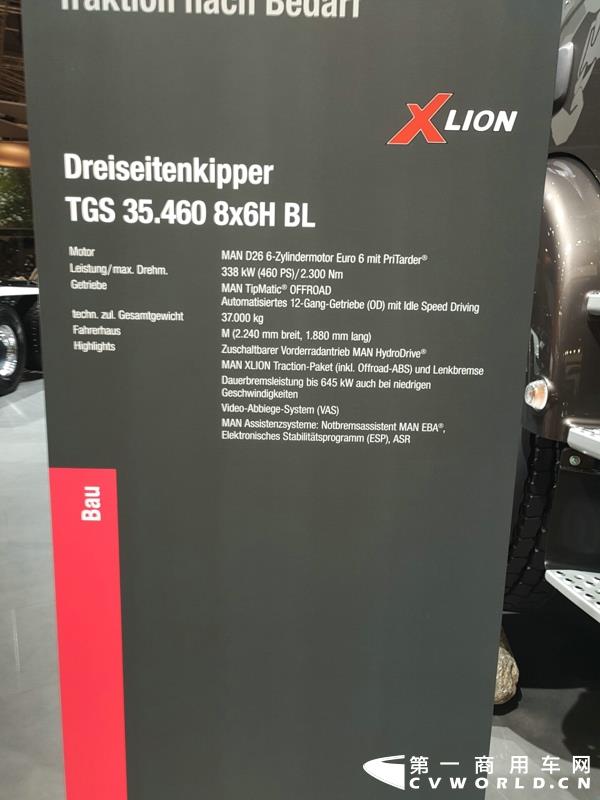 Traktion nach Bedarf
XLION
Dreiseitenkipper
TGS 35.460 8x6H BL
Motor MAN D26 6-Zylindermotor Euro 6 mit PriTarder®
Leistung/max. Drehm. 338 kW (460 PS)/2.300 Nm
Getriebe MAN TipMatic® OFFROAD
Automatisiertes 12-Gang-Getriebe (OD) mit Idle Speed Driving
techn. zul. Gesamtgewicht 37.000 kg
Fahrerhaus M (2.240 mm breit, 1.880 mm lang)
Highlights Zuschaltbarer Vorderradantrieb MAN HydroDrive®
MAN XLION Traction-Paket (inkl. Offroad-ABS) und Lenkbremse
Dauerbremsleistung bis 645 kW auch bei niedrigen
Geschwindigkeiten
Video-Abbiege-System (VAS)
MAN Assistenzsysteme: Notbremsassistent MAN EBA®,
Elektronisches Stabilitätsprogramm (ESP), ASR
Bau
第一商用车网
CVWORLD.CN